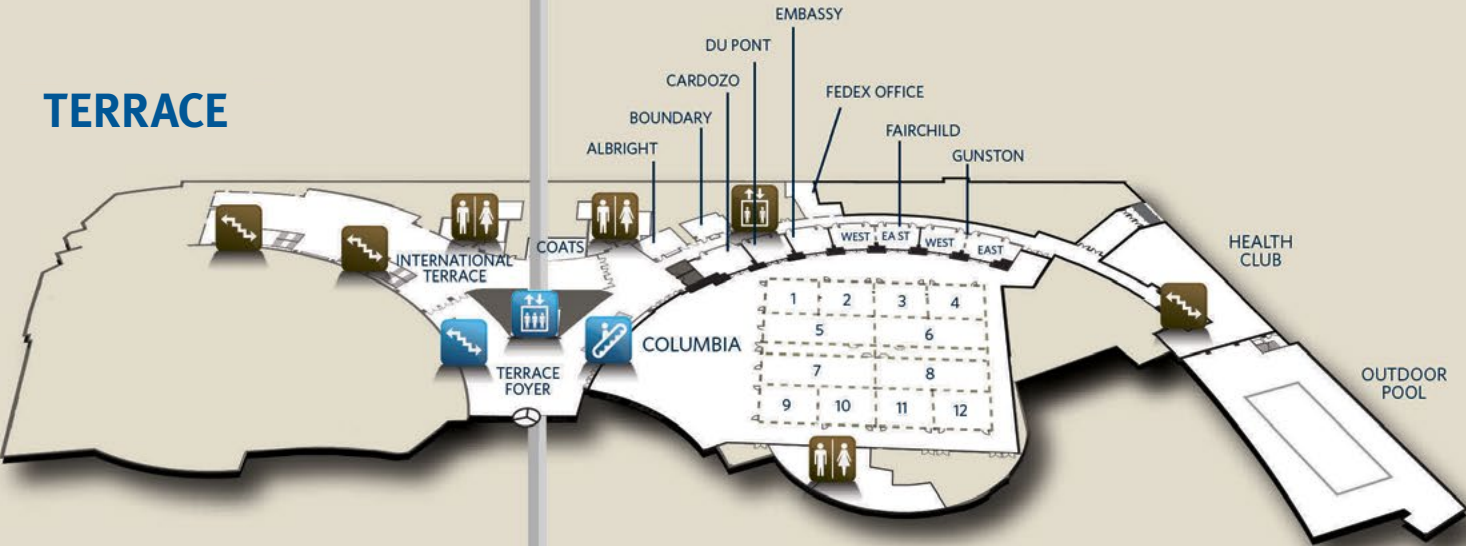 EMBASSY
DU PONT
CARDOZO
FEDEX OFFICE
TERRACE
BOUNDARY
FAIRCHILD
ALBRIGHT
GUNSTON
COATS
WEST EAST WEST EAST
INTERNATIONAL
TERRACE
HEALTH
CLUB
1 2 3 4
5 6
COLUMBIA
7 8
TERRACE
FOYER
OUTDOOR
POOL
9 10 11 12